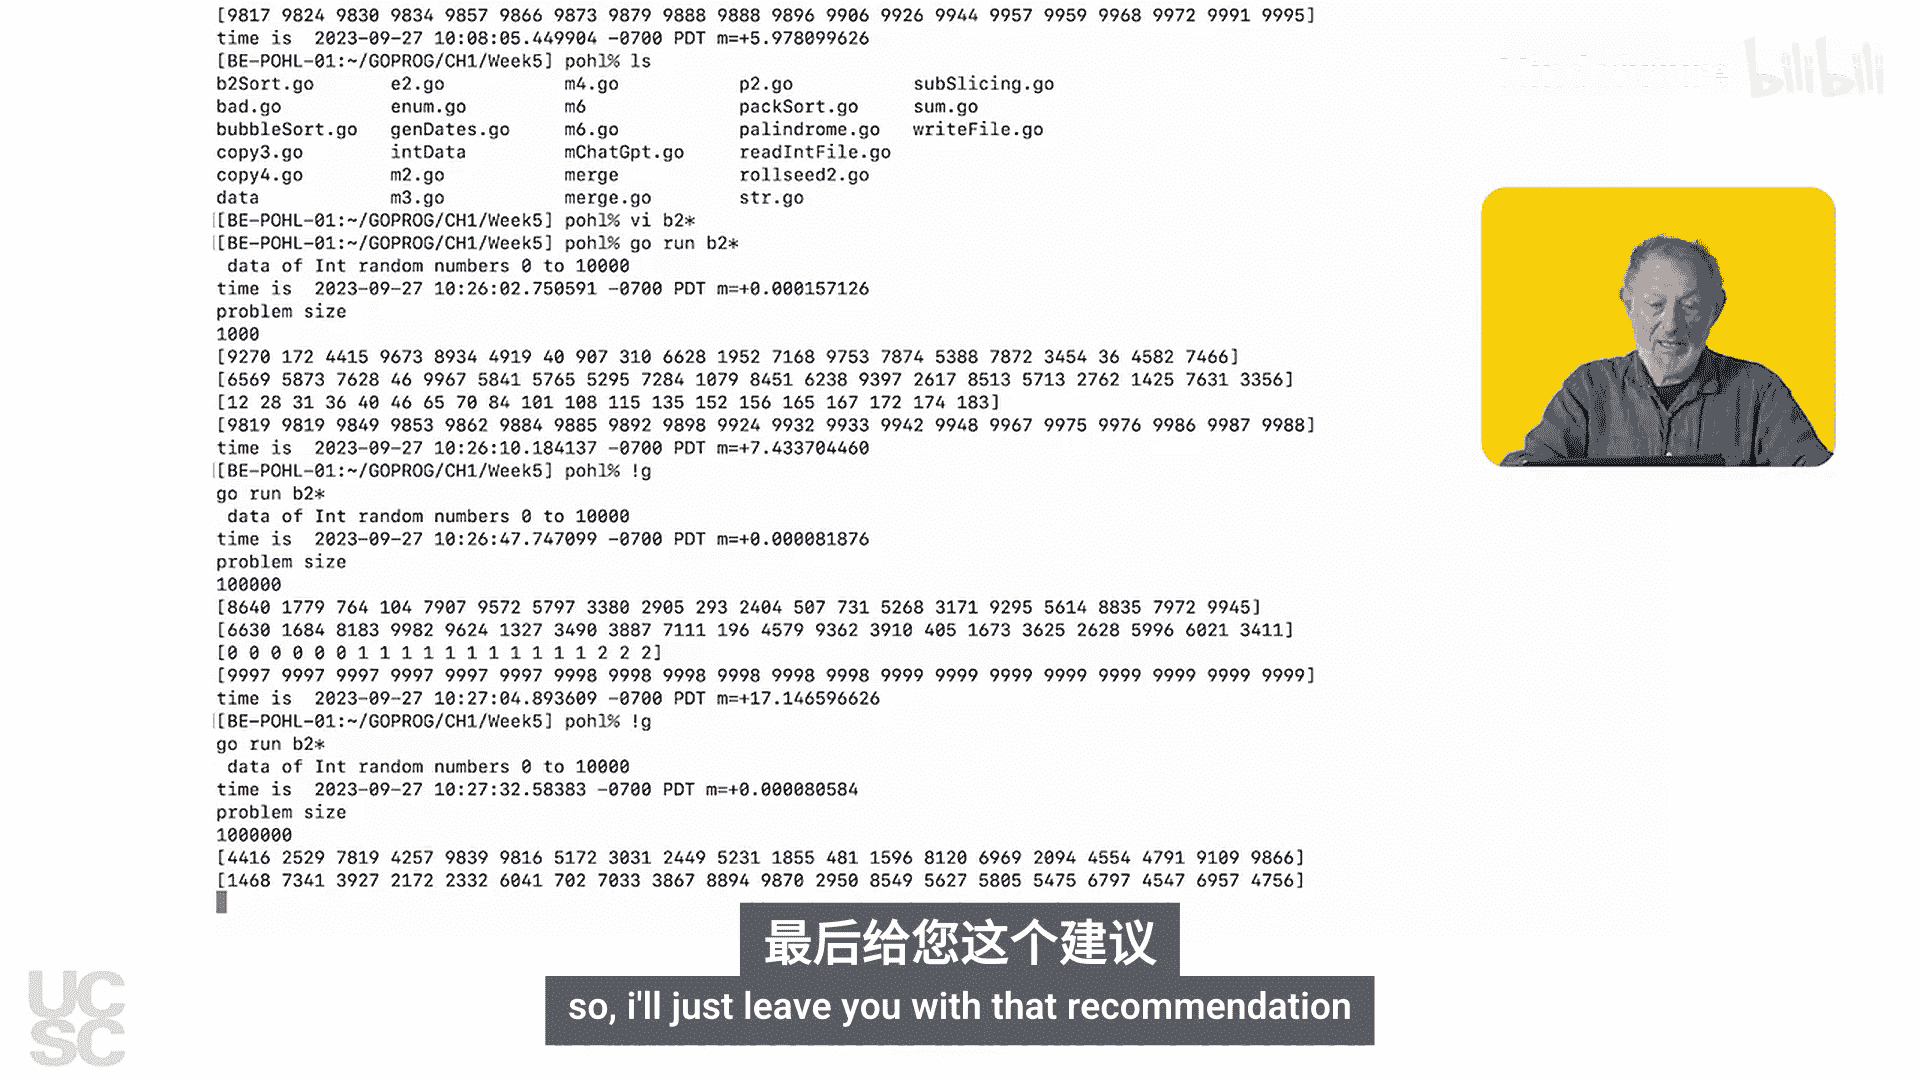 [9817 9824 9830 9834 9857 9866 9873 9879 9888 9888 9896 9906 9926 9944 9957 9959 9968 9972 9991 9995]
time is  2023-09-27 10:08:05.449904 -0700 PDT m=+5.978099626
[BE-POHL-01:~/GOPROG/CH1/Week5] pohl% ls
b2Sort.go e2.go m4.go p2.go subSlicing.go
bad.go enum.go m6 packSort.go sum.go
bubbleSort.go genDates.go m6.go palindrome.go writeFile.go
copy3.go intData mChatGpt.go readIntFile.go
copy4.go m2.go merge rollseed2.go
data m3.go merge.go str.go
[[BE-POHL-01:~/GOPROG/CH1/Week5] pohl% vi b2*
[[BE-POHL-01:~/GOPROG/CH1/Week5] pohl% go run b2*
data of Int random numbers 0 to 10000
time is  2023-09-27 10:26:02.750591 -0700 PDT m=+0.000157126
problem size
1000
[9270 172 4415 9673 8934 4919 40 907 310 6628 1952 7168 9753 7874 5388 7872 3454 36 4582 7466]
[6569 5873 7628 46 9967 5841 5765 5295 7284 1079 8451 6238 9397 2617 8513 5713 2762 1425 7631 3356]
[12 28 31 36 40 46 65 70 84 101 108 115 135 152 156 165 167 172 174 183]
[9819 9819 9849 9853 9862 9884 9885 9892 9898 9924 9932 9933 9942 9948 9967 9975 9976 9986 9987 9988]
time is  2023-09-27 10:26:10.184137 -0700 PDT m=+7.433704460
[[BE-POHL-01:~/GOPROG/CH1/Week5] pohl% !g
go run b2*
data of Int random numbers 0 to 10000
time is  2023-09-27 10:26:47.747099 -0700 PDT m=+0.000081876
problem size
100000
[8640 1779 764 104 7907 9572 5797 3380 2905 293 2404 507 731 5268 3171 9295 5614 8835 7972 9945]
[6630 1684 8183 9982 9624 1327 3490 3887 7111 196 4579 9362 3910 405 1673 3625 2628 5996 6021 3411]
[0 0 0 0 0 0 1 1 1 1 1 1 1 1 1 1 1 2 2 2]
[9997 9997 9997 9997 9997 9997 9998 9998 9998 9998 9998 9998 9999 9999 9999 9999 9999 9999 9999 9999]
time is  2023-09-27 10:27:04.893609 -0700 PDT m=+17.146596626
[[BE-POHL-01:~/GOPROG/CH1/Week5] pohl% !g
go run b2*
data of Int random numbers 0 to 10000
time is  2023-09-27 10:27:32.58383 -0700 PDT m=+0.000080584
problem size
1000000
[4416 2529 7819 4257 9839 9816 5172 3031 2449 5231 1855 481 1596 8120 6969 2094 4554 4791 9109 9866]
[1468 7341 3927 2172 2332 6041 702 7033 3867 8894 9870 2950 8549 5627 5805 5475 6797 4547 6957 4756]
bilibili
最后给您这个建议
so, i'll just leave you with that recommendation
UC
SC